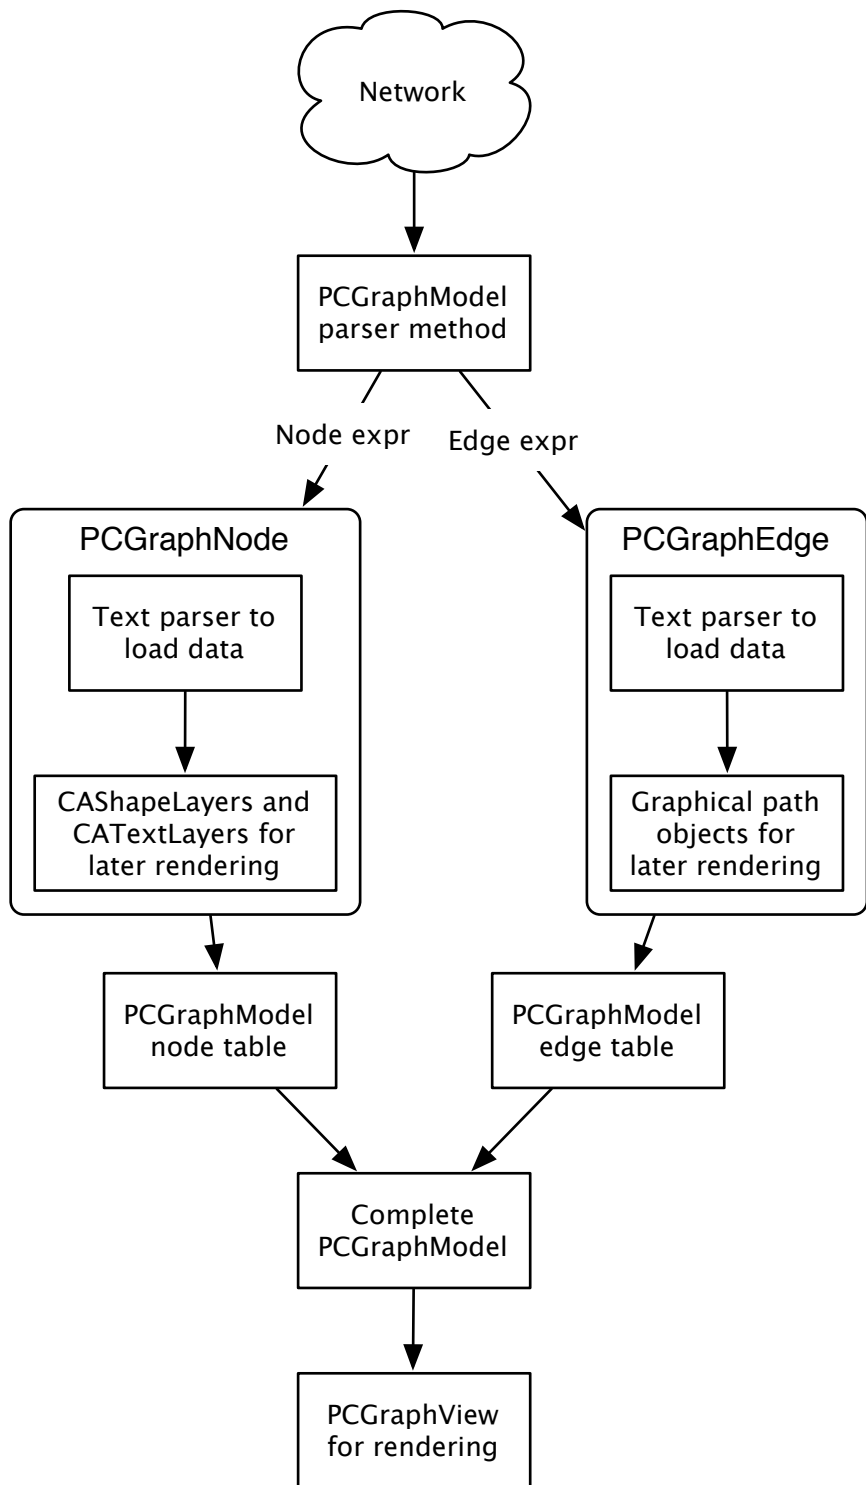 Network
PCGraphModel
parser method
Node expr
Edge expr
PCGraphNode
Text parser to
load data
CAShapeLayers and
CATextLayers for
later rendering
PCGraphEdge
Text parser to
load data
Graphical path
objects for
later rendering
PCGraphModel
node table
PCGraphModel
edge table
Complete
PCGraphModel
PCGraphView
for rendering